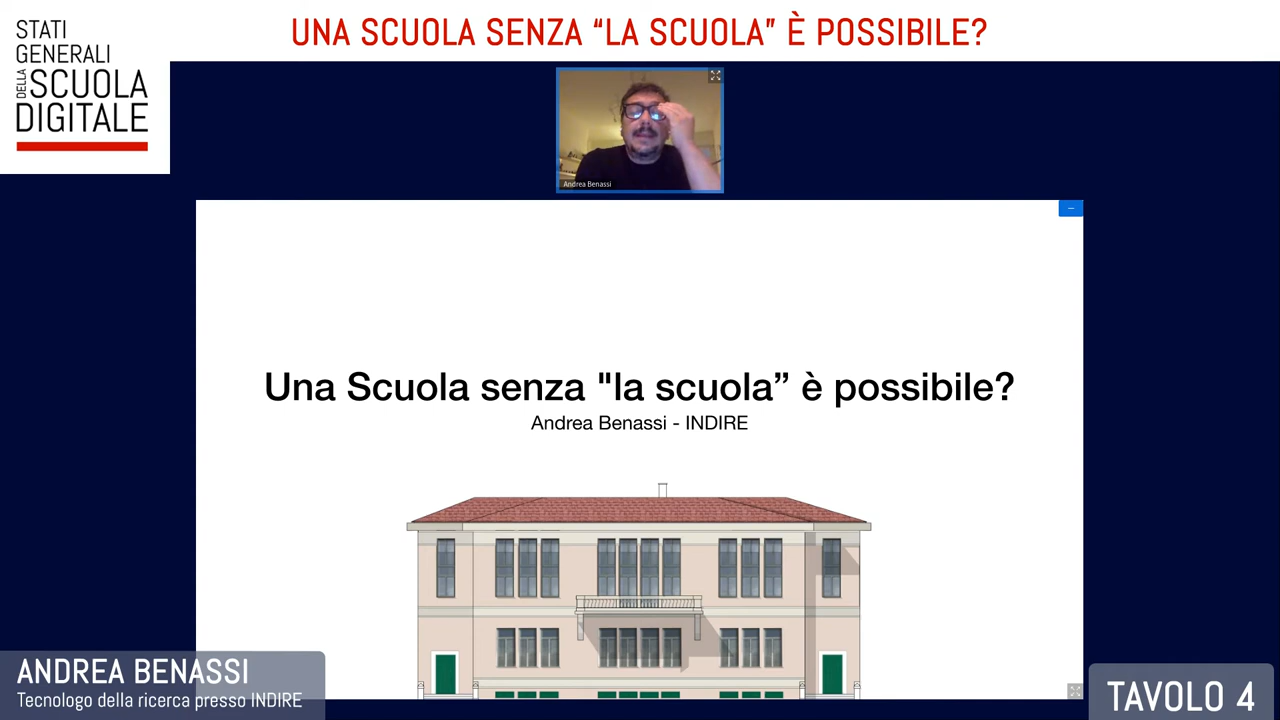 STATI
GENERALI
DELLA SCUOLA
DIGITALE
UNA SCUOLA SENZA “LA SCUOLA” È POSSIBILE?
Andrea Benassi
Una Scuola senza "la scuola” è possibile?
Andrea Benassi - INDIRE
ANDREA BENASSI
Tecnologo della ricerca presso INDIRE
TAVOLO 4